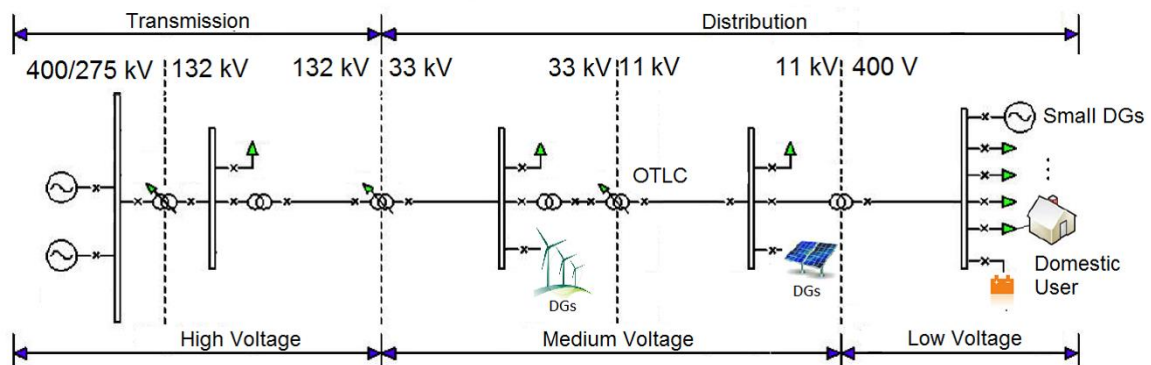 Transmission
Distribution
400/275 kV
132 kV
132 kV
33 kV
33 kV
11 kV
11 kV
400 V
Small DGs
OTLC
DGs
DGs
Domestic
User
High Voltage
Medium Voltage
Low Voltage